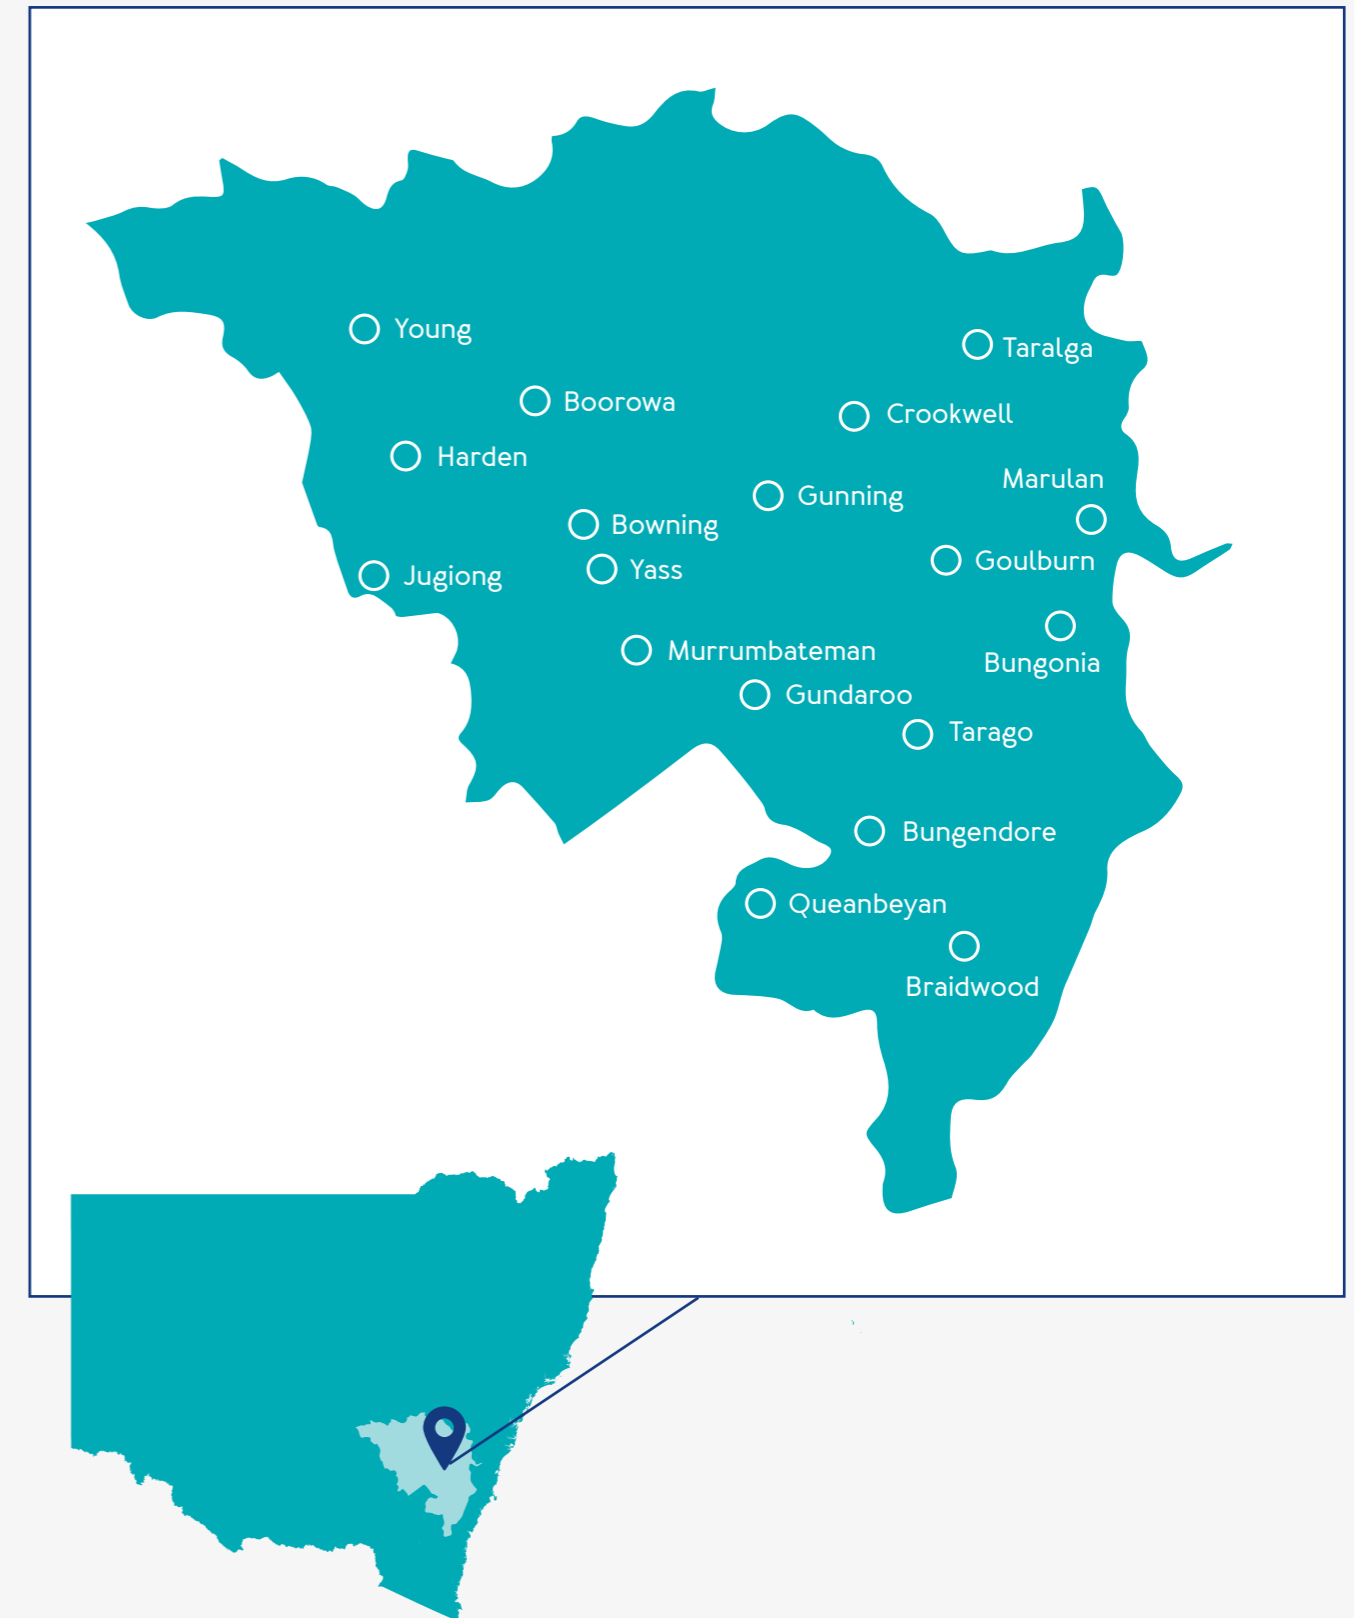 Young
Taralga
Boorowa
Crookwell
Harden
Marulan
Gunning
Bowning
Goulburn
Yass
Jugiong
Murrumbateman
Bungonia
Gundaroo
Tarago
Bungendore
Queanbeyan
Braidwood